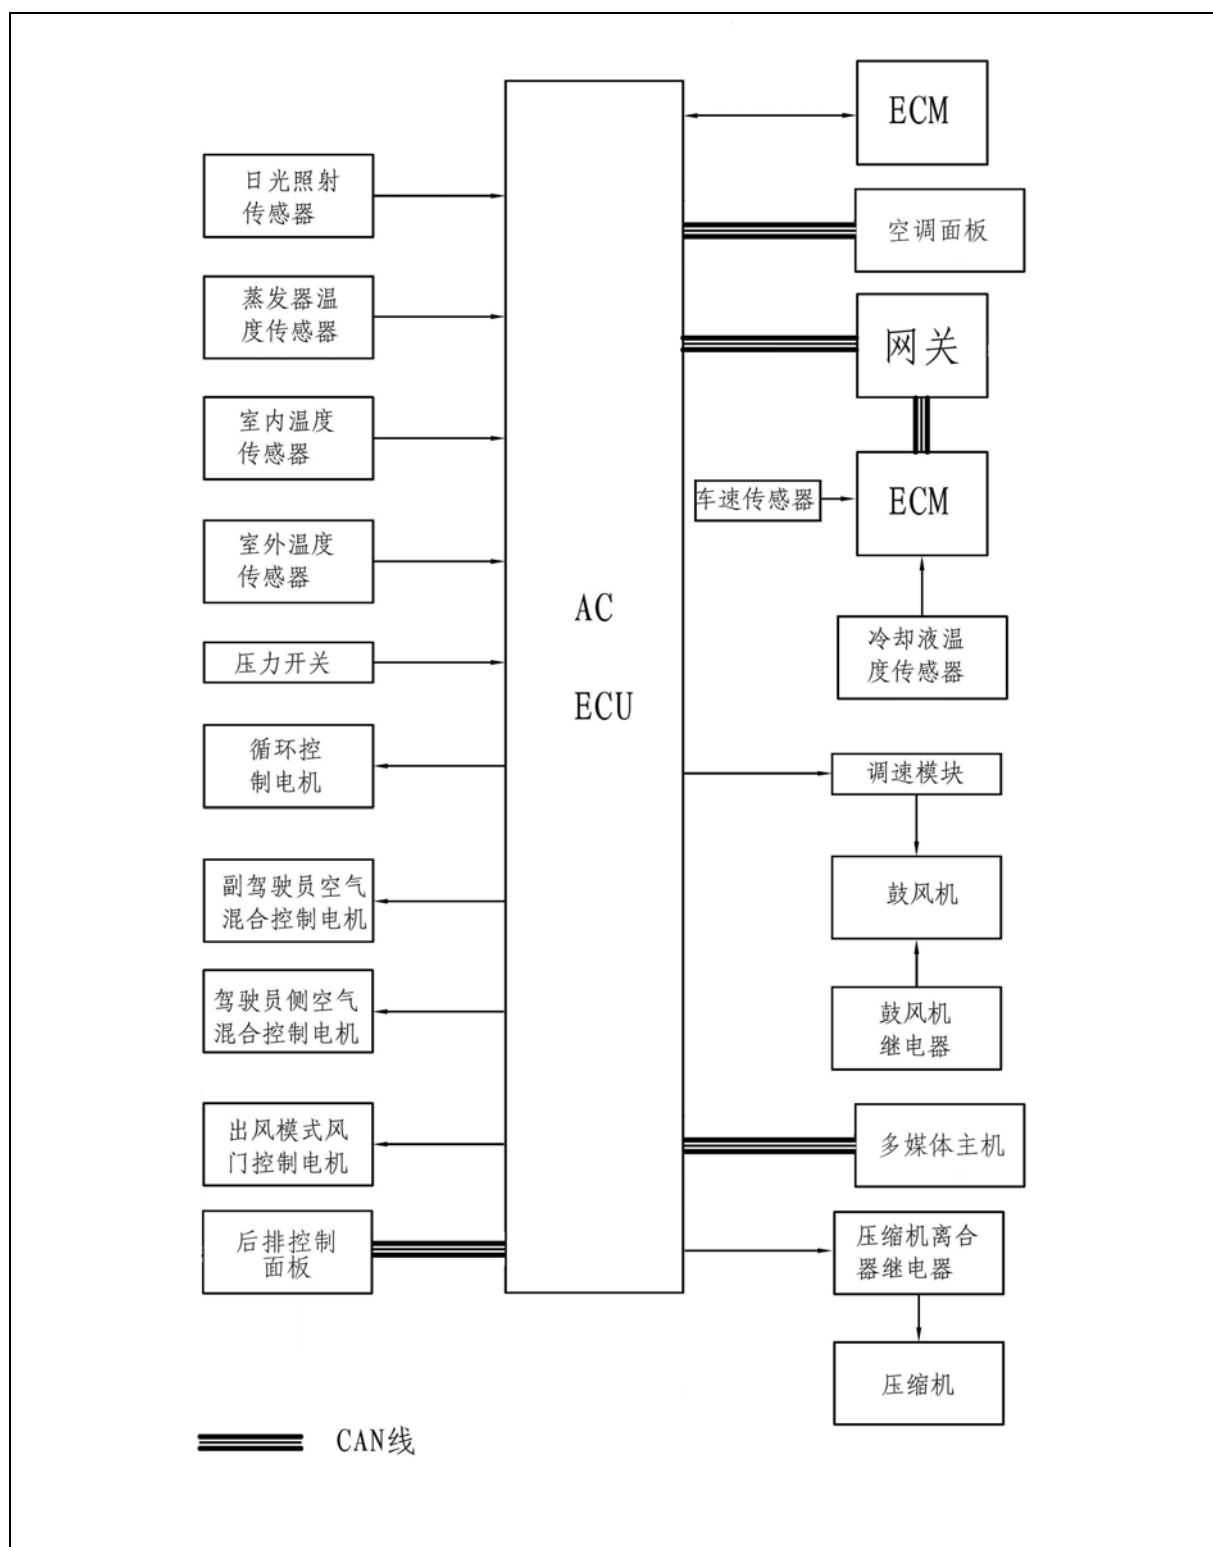 ECM
日光照射
传感器
空调面板
蒸发器温
度传感器
网关
室内温度
传感器
车速传感器
ECM
室外温度
传感器
AC
ECU
冷却液温
度传感器
压力开关
循环控
制电机
调速模块
副驾驶员空气
混合控制电机
鼓风机
驾驶员侧空气
混合控制电机
鼓风机
继电器
出风模式风
门控制电机
多媒体主机
后排控制
面板
压缩机离合
器继电器
压缩机
CAN线